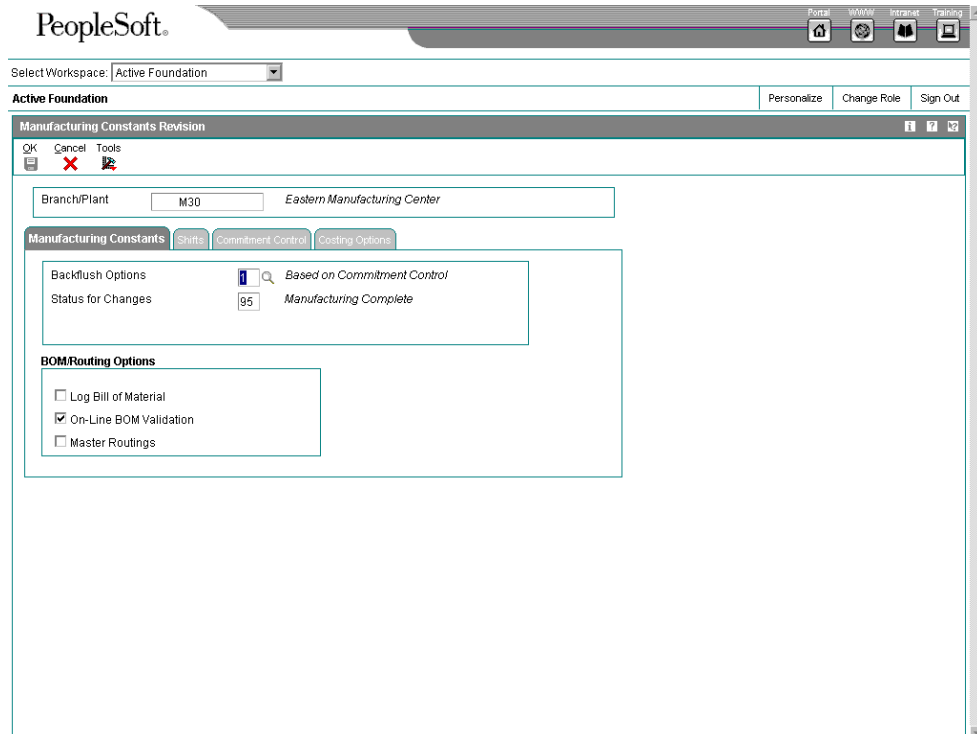 PeopleSoft®
Portal WWW Intranet Training
Select Workspace: Active Foundation
Active Foundation Personalize Change Role Sign Out
Manufacturing Constants Revision
OK Cancel Tools
Branch/Plant M30 Eastern Manufacturing Center
Manufacturing Constants Shifts Commitment Control Costing Options
Backflush Options 1 Based on Commitment Control
Status for Changes 95 Manufacturing Complete
BOM/Routing Options
Log Bill of Material
On-Line BOM Validation
Master Routings